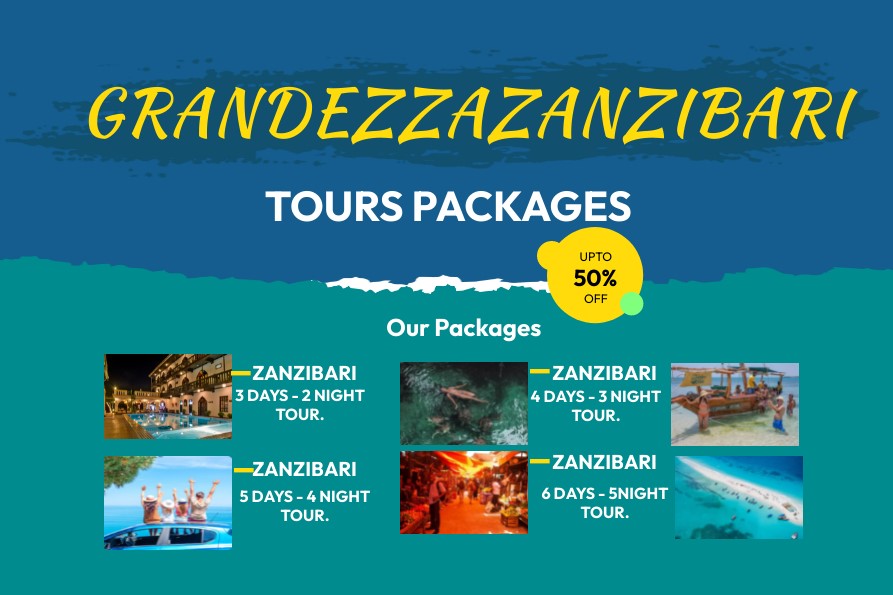 GRANDEZZAZANZIBARI
TOURS PACKAGES
UPTO
50%
OFF
Our Packages
ZANZIBARI
3 DAYS - 2 NIGHT
TOUR.
ZANZIBARI
4 DAYS - 3 NIGHT
TOUR.
ZANZIBARI
5 DAYS - 4 NIGHT
TOUR.
ZANZIBARI
6 DAYS - 5NIGHT
TOUR.